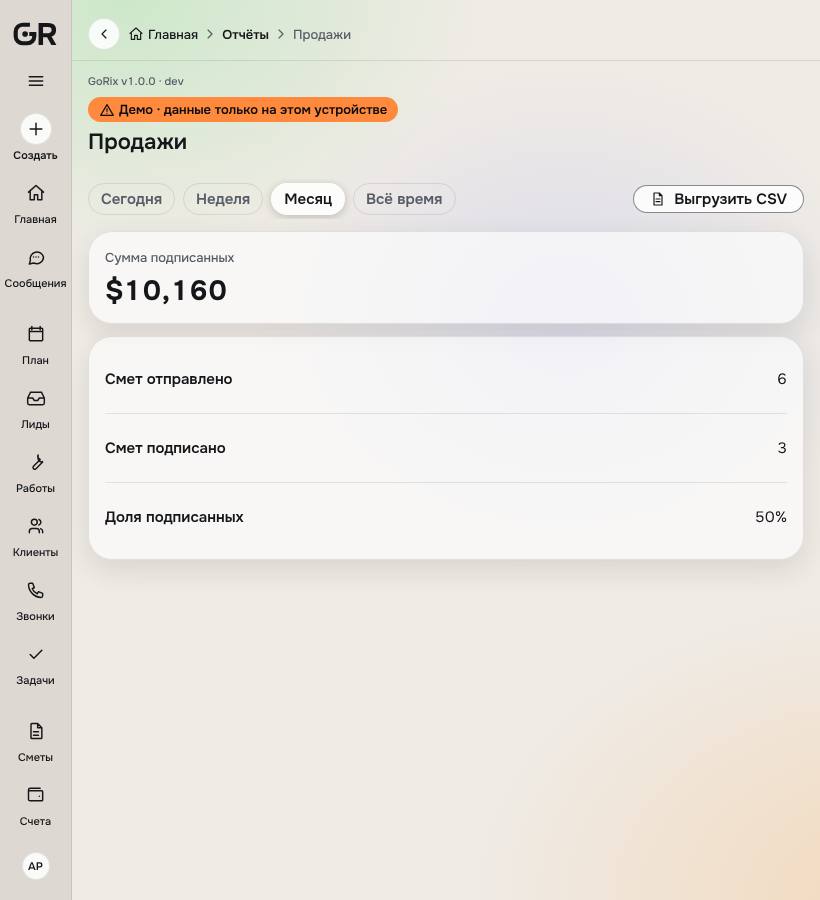 GR
Главная
Отчёты
Продажи
GoRix v1.0.0 · dev
Демо · данные только на этом устройстве
Продажи
Создать
Главная
Сообщения
План
Лиды
Работы
Клиенты
Звонки
Задачи
Сметы
Счета
AP
Сегодня
Неделя
Месяц
Всё время
Выгрузить CSV
Сумма подписанных
$10,160
Смет отправлено
6
Смет подписано
3
Доля подписанных
50%